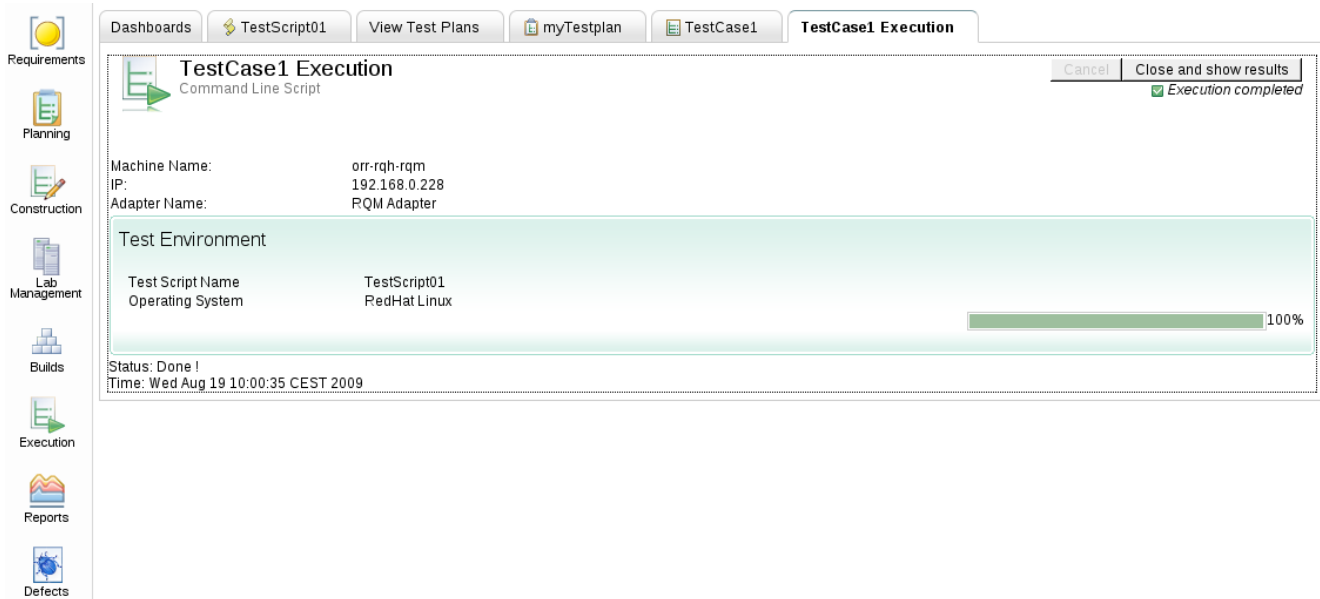 Dashboards
TestScript01
View Test Plans
myTestplan
TestCase1
TestCase1 Execution
Requirements
Planning
Construction
Lab
Management
Builds
Execution
Reports
Defects
TestCase1 Execution
Command Line Script
Cancel
Close and show results
Execution completed
Machine Name: orr-rqh-rqm
IP: 192.168.0.228
Adapter Name: RQM Adapter
Test Environment
Test Script Name TestScript01
Operating System RedHat Linux
100%
Status: Done !
Time: Wed Aug 19 10:00:35 CEST 2009